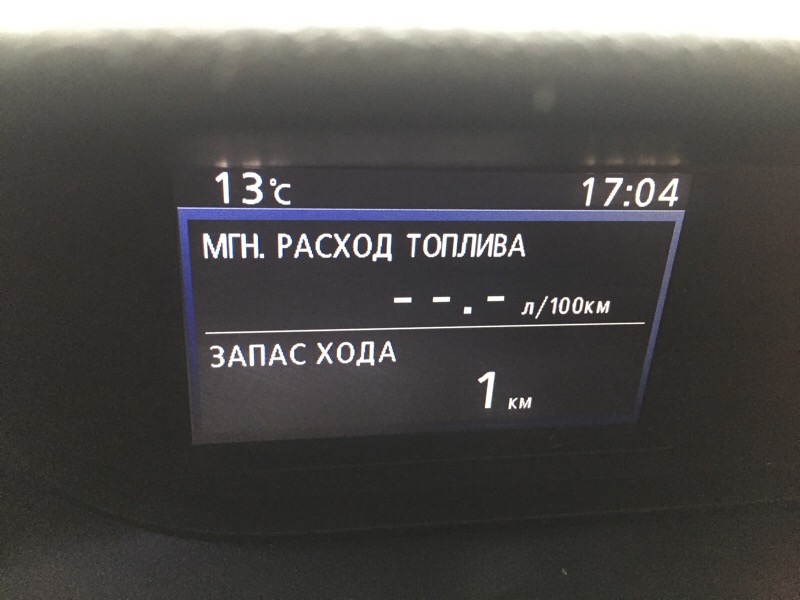 13°C 17:04
МГН. РАСХОД ТОПЛИВА
--.- л/100км
ЗАПАС ХОДА
1 км